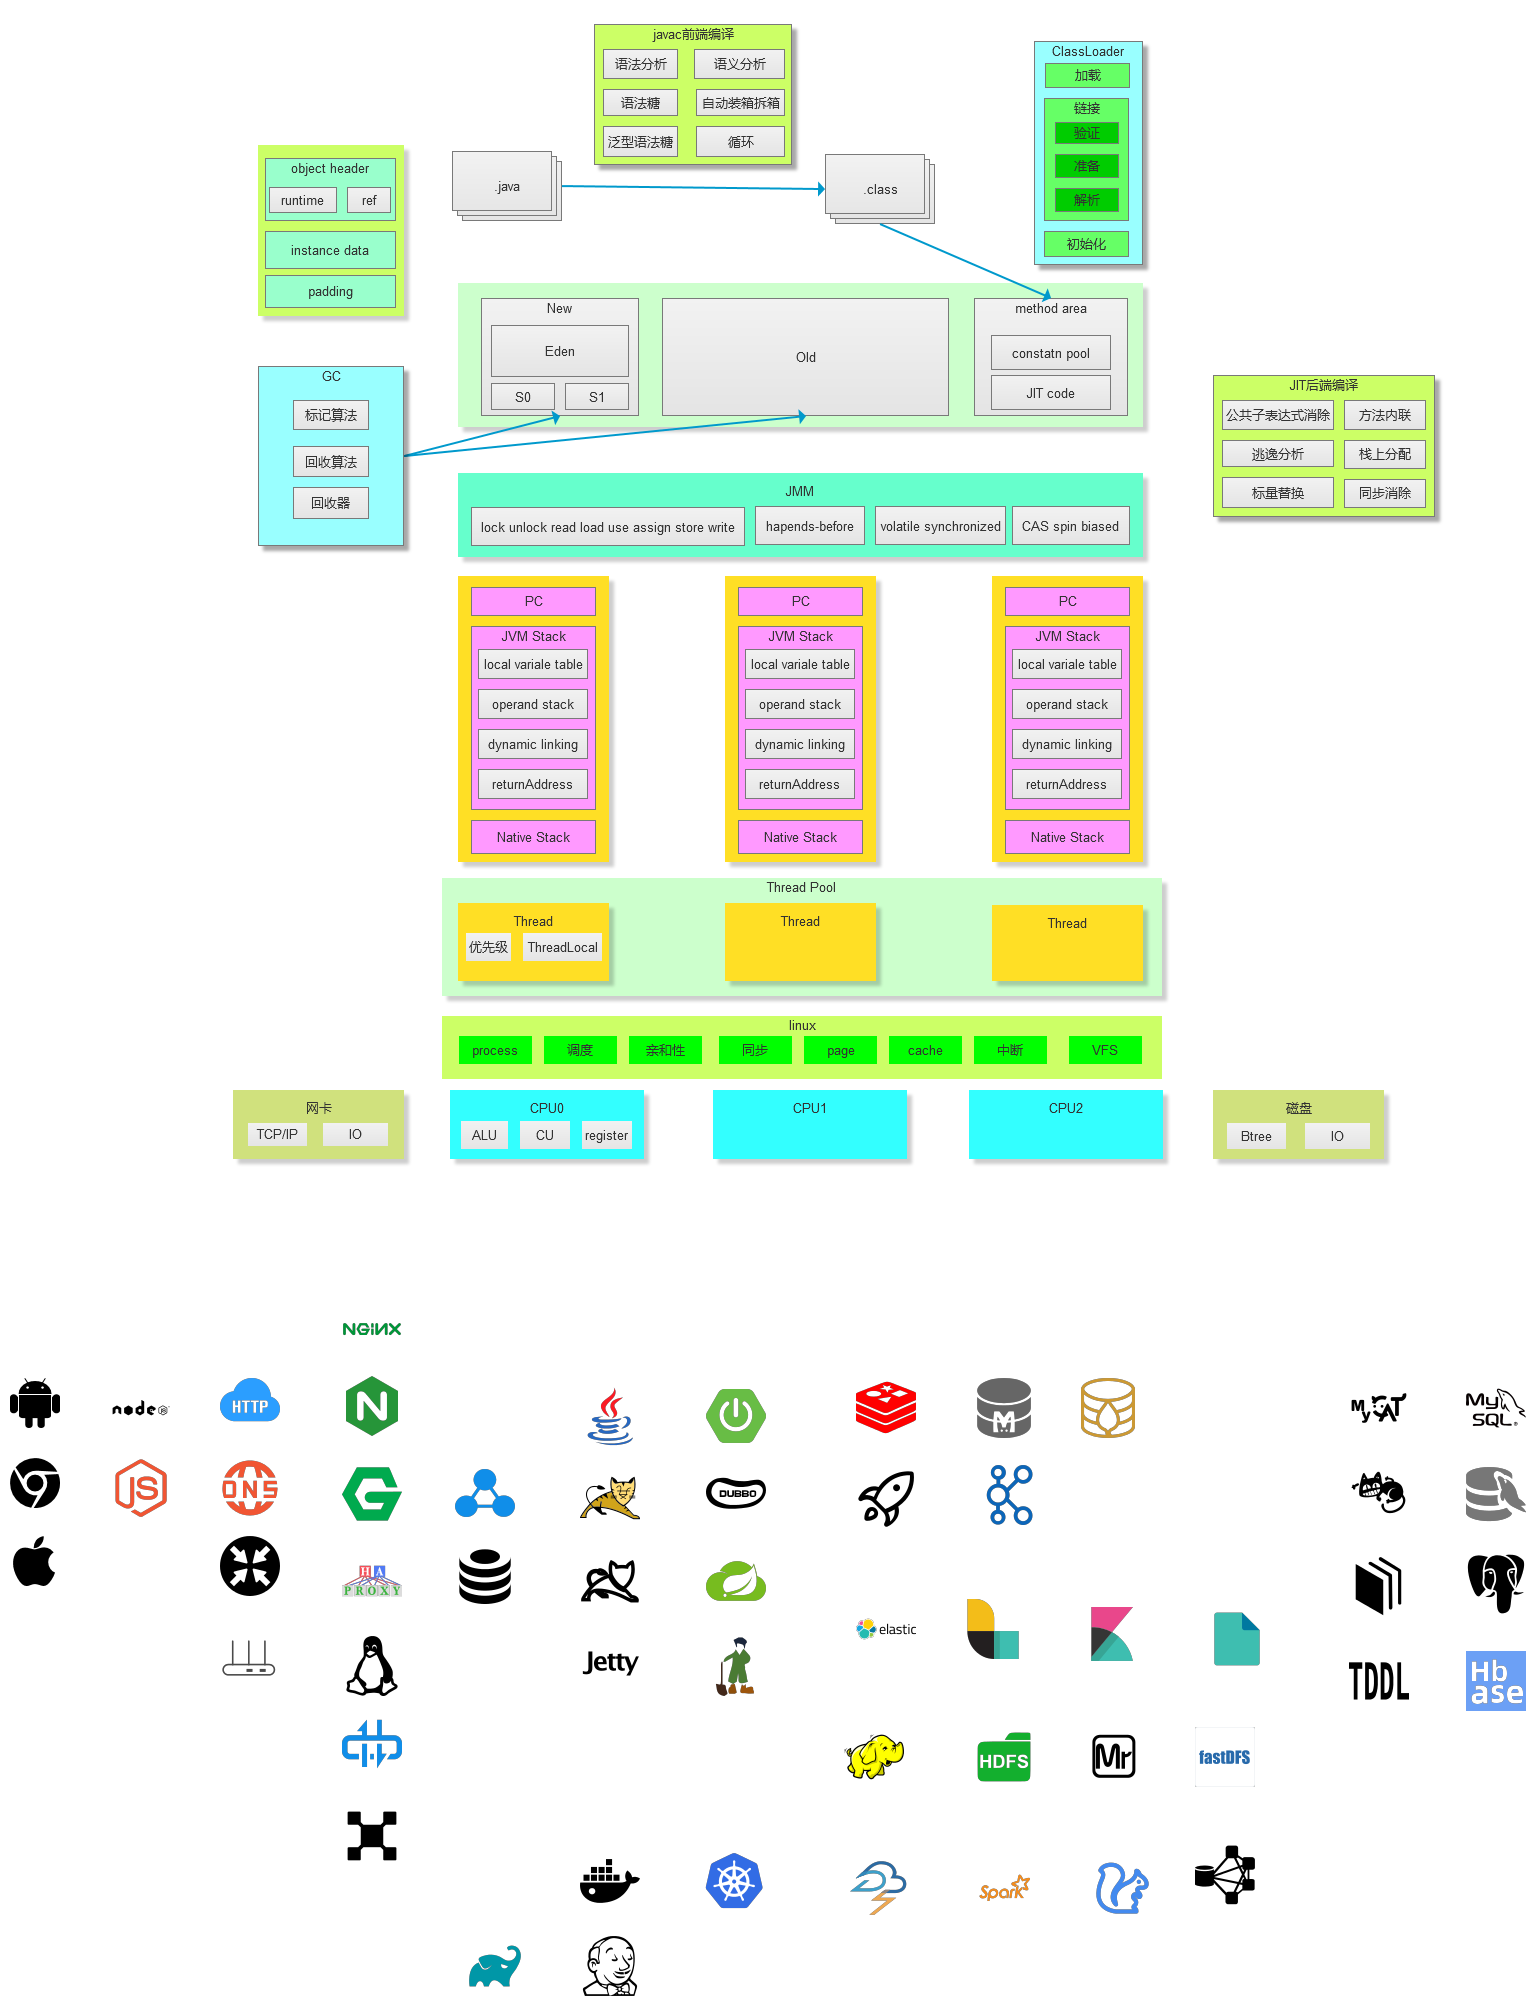 javac前端编译
语法分析
语义分析
语法糖
自动装箱拆箱
泛型语法糖
循环
ClassLoader
加载
链接
验证
准备
解析
初始化
object header
runtime
ref
instance data
padding
.java
.class
New
Eden
S0
S1
Old
method area
constatn pool
JIT code
GC
标记算法
回收算法
回收器
JIT后端编译
公共子表达式消除
方法内联
逃逸分析
栈上分配
标量替换
同步消除
JMM
lock unlock read load use assign store write
hapends-before
volatile synchronized
CAS spin biased
PC
JVM Stack
local variale table
operand stack
dynamic linking
returnAddress
Native Stack
PC
JVM Stack
local variale table
operand stack
dynamic linking
returnAddress
Native Stack
PC
JVM Stack
local variale table
operand stack
dynamic linking
returnAddress
Native Stack
Thread Pool
Thread
优先级
ThreadLocal
Thread
Thread
linux
process
调度
亲和性
同步
page
cache
中断
VFS
网卡
TCP/IP
IO
CPU0
ALU
CU
register
CPU1
CPU2
磁盘
Btree
IO
NGINX
node JS
HTTP
N
M
MyCAT
My
SQL
JS
DNS
G
DUBBO
HA
PROXY
elastic
Jetty
TDDL
Hb
ase
HDFS
Mr
fastDFS
Spark